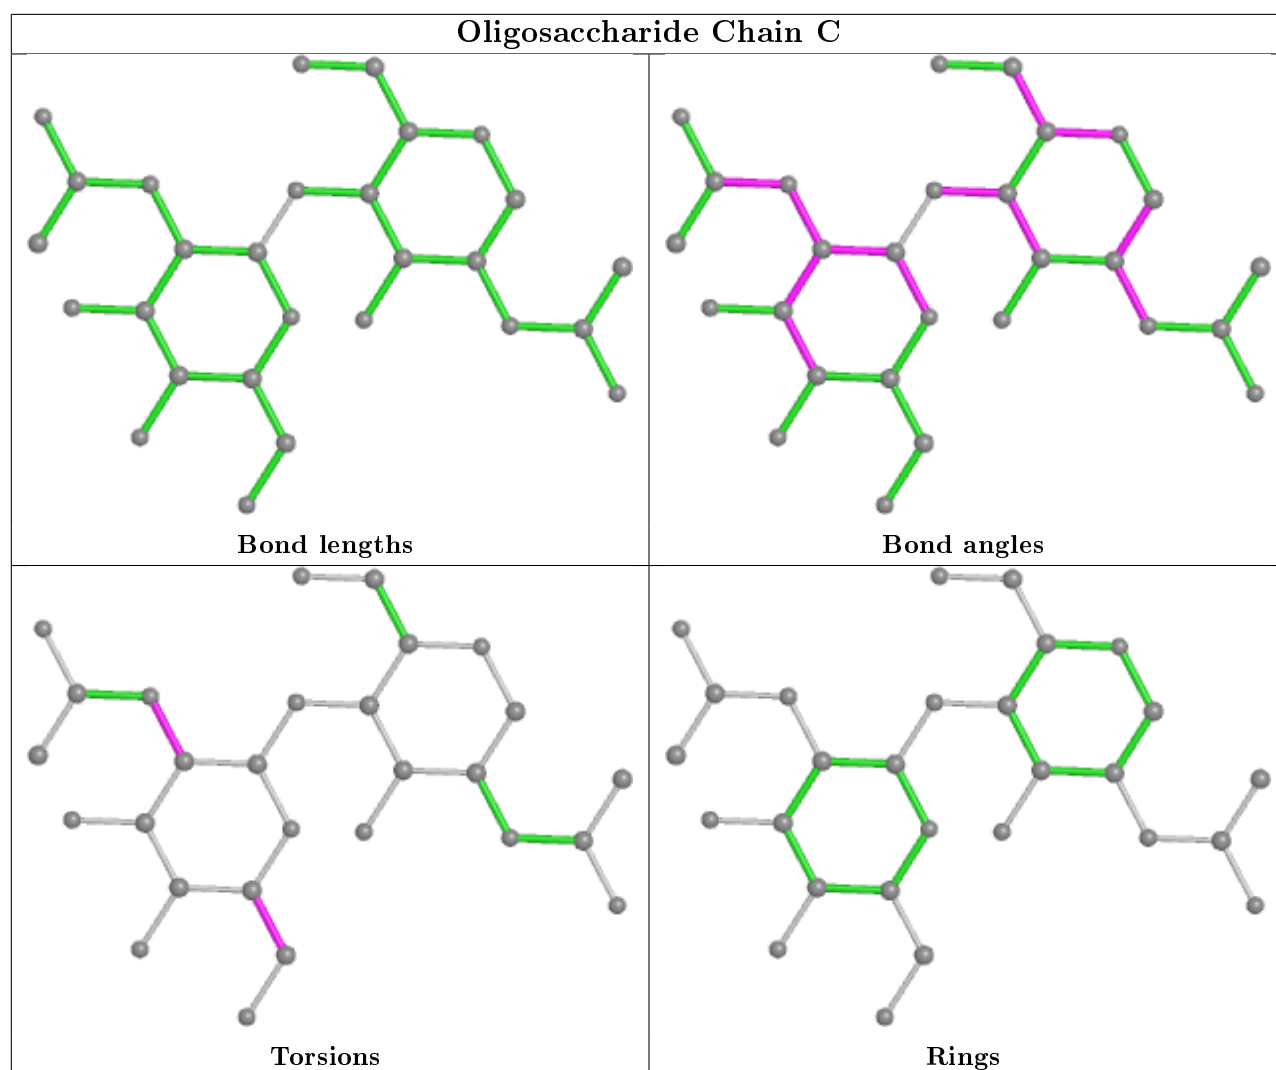 Oligosaccharide Chain C
Bond lengths
Bond angles
Torsions
Rings